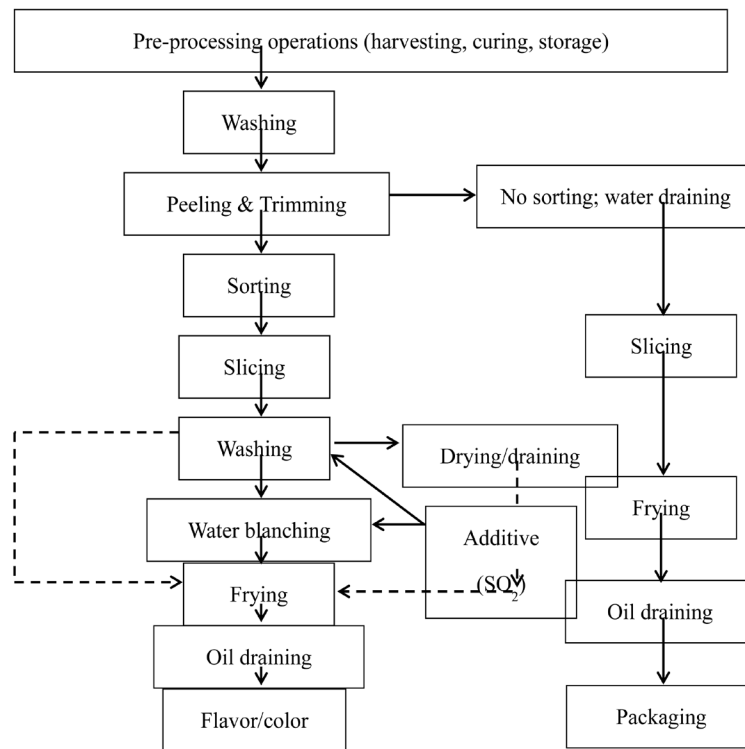 Pre-processing operations (harvesting, curing, storage)
Washing
Peeling & Trimming
No sorting; water draining
Sorting
Slicing
Slicing
Washing
Drying/draining
Water blanching
Additive
(SO₂)
Frying
Frying
Oil draining
Oil draining
Flavor/color
Packaging